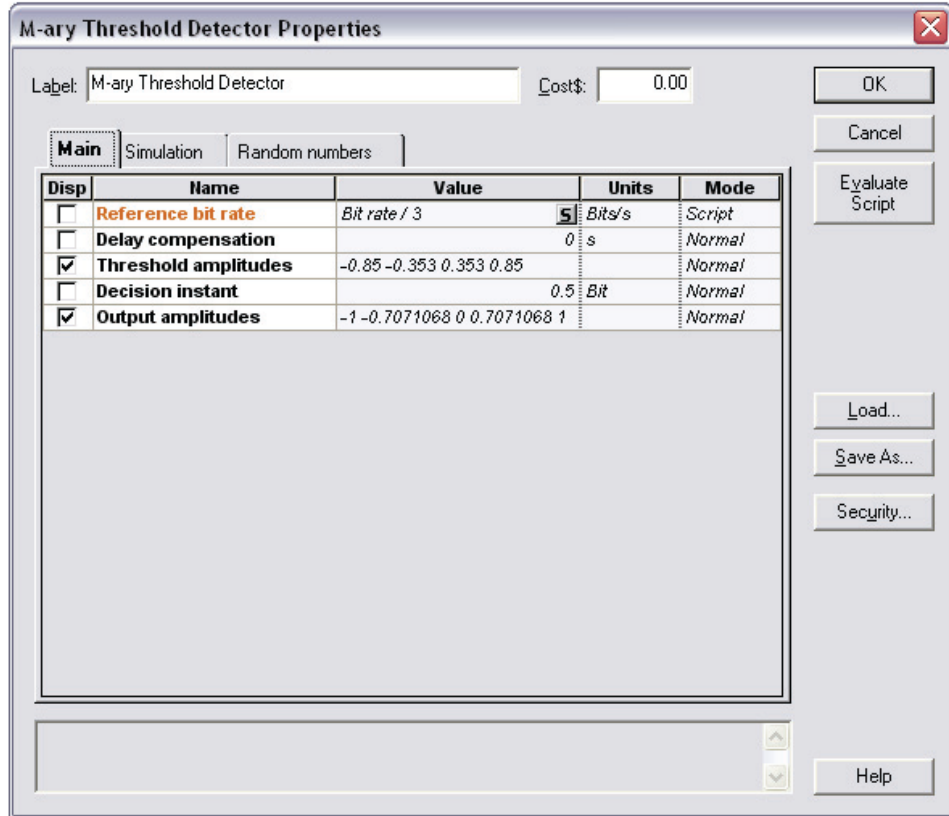 M-ary Threshold Detector Properties
Label: M-ary Threshold Detector Cost$: 0.00
OK
Cancel
Evaluate
Script
Main Simulation Random numbers
Disp Name Value Units Mode
Reference bit rate Bit rate / 3 S Bits/s Script
Delay compensation 0 s Normal
Threshold amplitudes -0.85 -0.353 0.353 0.85 Normal
Decision instant 0.5 Bit Normal
Output amplitudes -1 -0.7071068 0 0.7071068 1 Normal
Load...
Save As...
Security...
Help